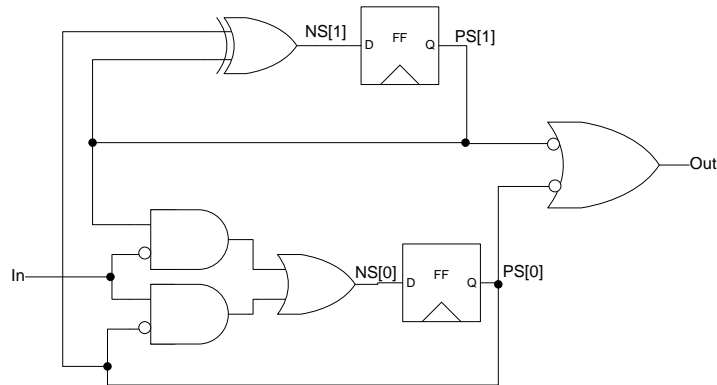 NS[1]
D
FF
Q
PS[1]
Out
In
NS[0]
D
FF
Q
PS[0]